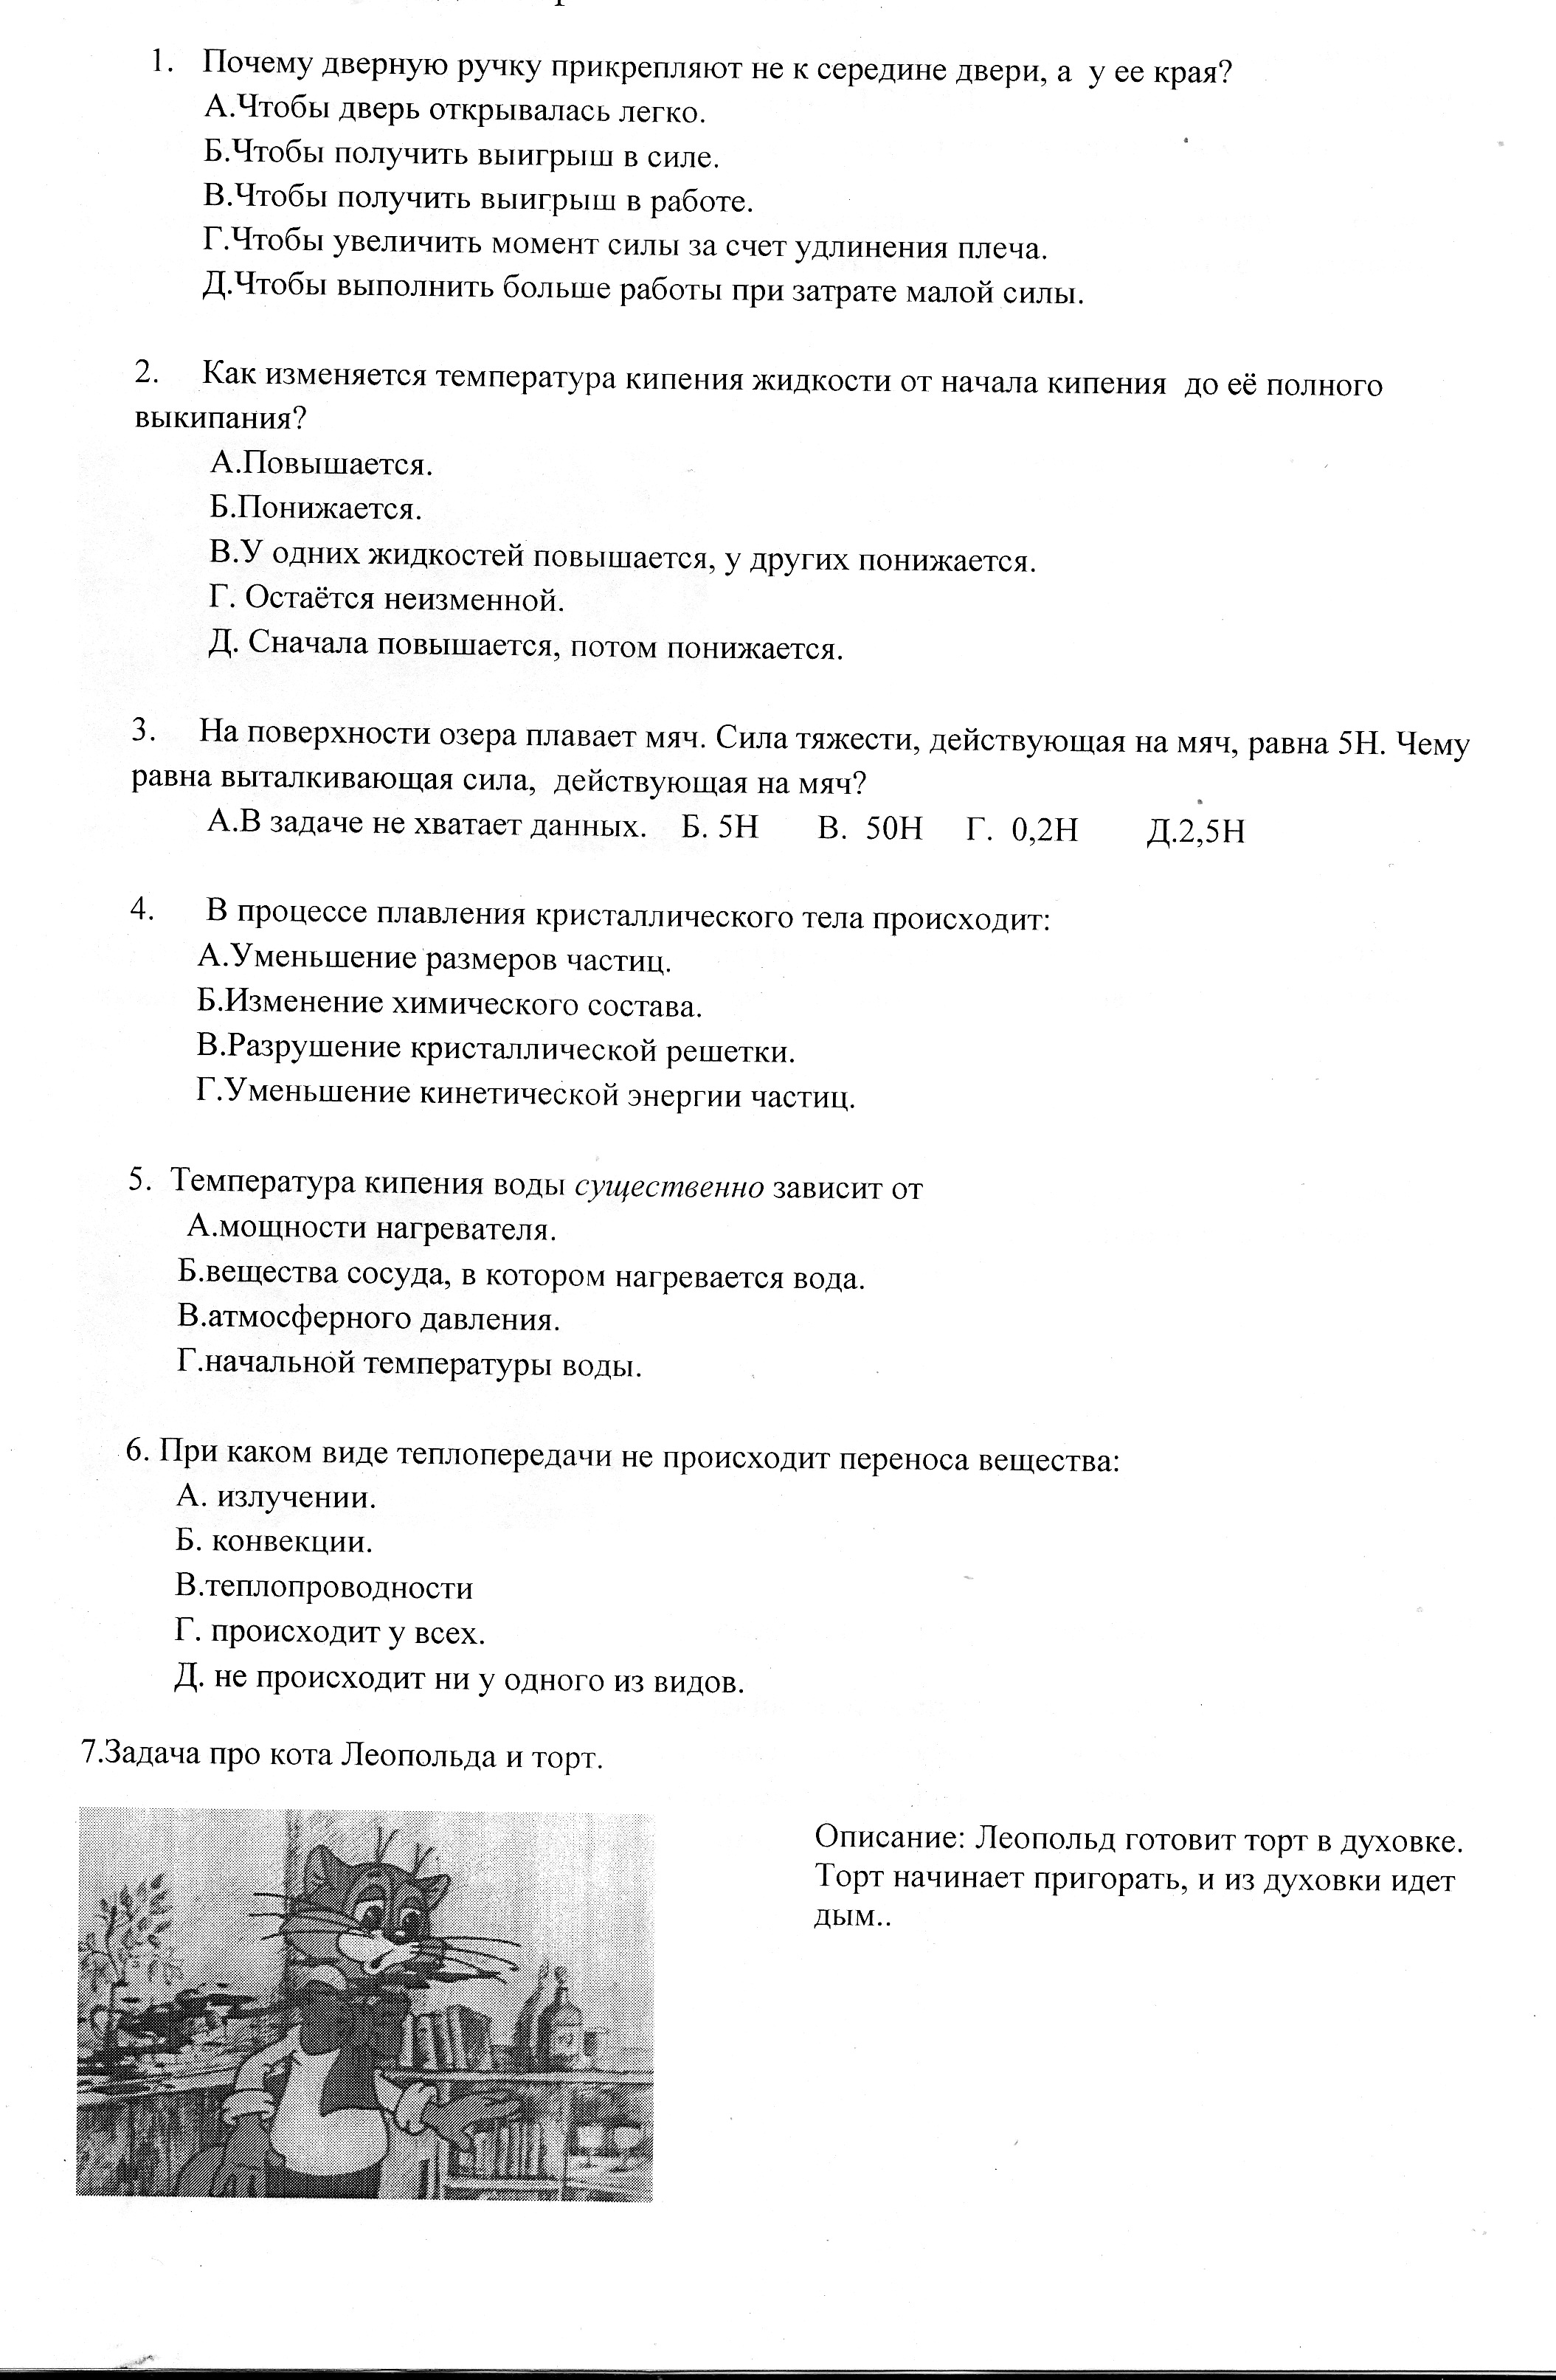 1. Почему дверную ручку прикрепляют не к середине двери, а у ее края?
А.Чтобы дверь открывалась легко.
Б.Чтобы получить выигрыш в силе.
В.Чтобы получить выигрыш в работе.
Г.Чтобы увеличить момент силы за счет удлинения плеча.
Д.Чтобы выполнить больше работы при затрате малой силы.
2. Как изменяется температура кипения жидкости от начала кипения до её полного
выкипания?
А.Повышается.
Б.Понижается.
В.У одних жидкостей повышается, у других понижается.
Г. Остаётся неизменной.
Д. Сначала повышается, потом понижается.
3. На поверхности озера плавает мяч. Сила тяжести, действующая на мяч, равна 5Н. Чему
равна выталкивающая сила, действующая на мяч?
А.В задаче не хватает данных. Б. 5Н В. 50Н Г. 0,2Н Д.2,5Н
4. В процессе плавления кристаллического тела происходит:
А.Уменьшение размеров частиц.
Б.Изменение химического состава.
В.Разрушение кристаллической решетки.
Г.Уменьшение кинетической энергии частиц.
5. Температура кипения воды существенно зависит от
А.мощности нагревателя.
Б.вещества сосуда, в котором нагревается вода.
В.атмосферного давления.
Г.начальной температуры воды.
6. При каком виде теплопередачи не происходит переноса вещества:
А. излучении.
Б. конвекции.
В.теплопроводности
Г. происходит у всех.
Д. не происходит ни у одного из видов.
7.Задача про кота Леопольда и торт.
Описание: Леопольд готовит торт в духовке.
Торт начинает пригорать, и из духовки идет
дым..